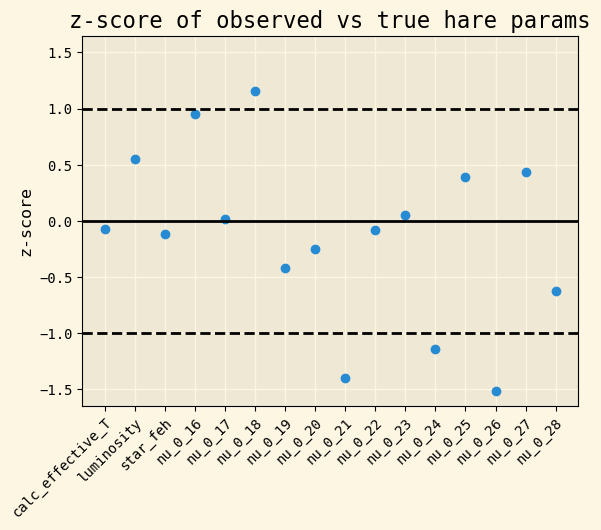 z-score of observed vs true hare params
z-score
1.5
1.0
0.5
0.0
−0.5
−1.0
−1.5
calc_effective_T
luminosity
star_feh
nu_0_16
nu_0_17
nu_0_18
nu_0_19
nu_0_20
nu_0_21
nu_0_22
nu_0_23
nu_0_24
nu_0_25
nu_0_26
nu_0_27
nu_0_28